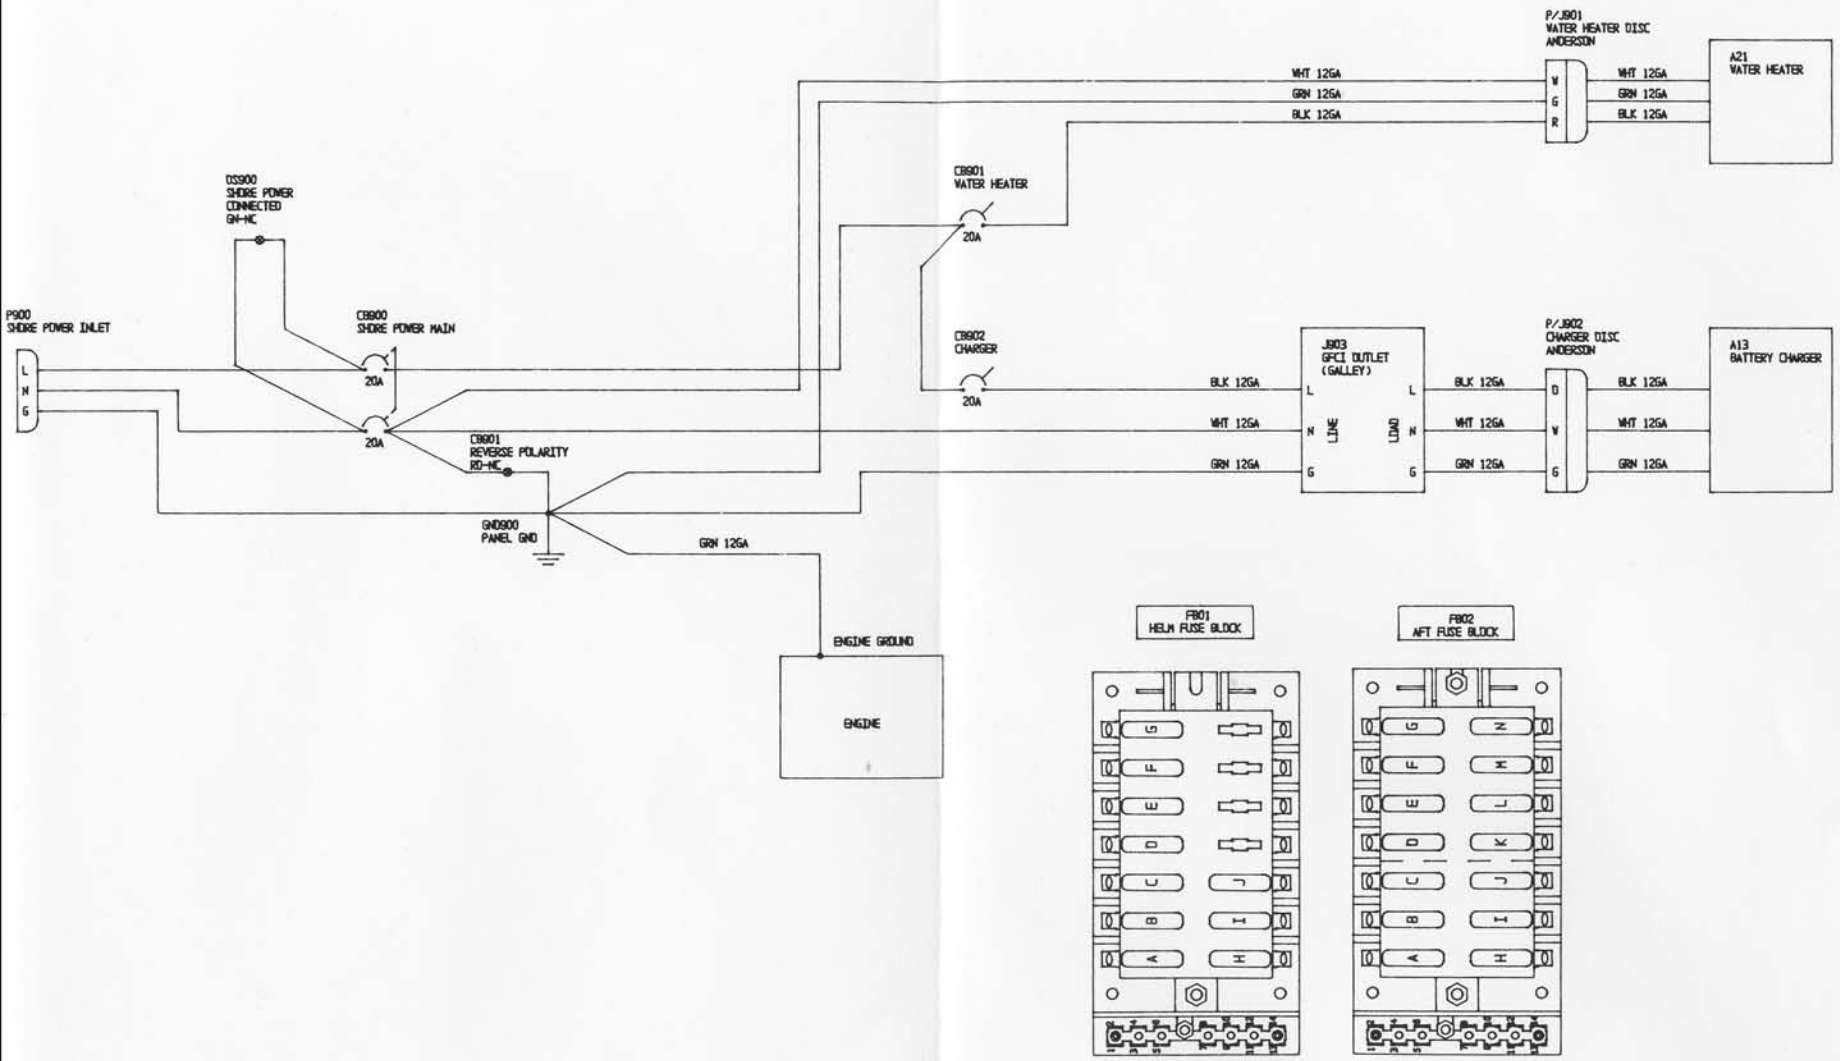 P/J901
WATER HEATER DISC
ANDERSON
A21
WATER HEATER
WHT 12GA
WHT 12GA
W
GRN 12GA
GRN 12GA
G
BLK 12GA
BLK 12GA
R
CB901
WATER HEATER
20A
DS900
SHORE POWER
CONNECTED
GN-NC
P900
SHORE POWER INLET
L
N
G
CB900
SHORE POWER MAIN
20A
20A
CB902
CHARGER
20A
J903
GFCI OUTLET
(GALLEY)
L
N
G
LINE
LOAD
L
N
G
P/J902
CHARGER DISC
ANDERSON
A13
BATTERY CHARGER
BLK 12GA
BLK 12GA
D
BLK 12GA
WHT 12GA
WHT 12GA
W
WHT 12GA
GRN 12GA
GRN 12GA
G
GRN 12GA
CB901
REVERSE POLARITY
RD-NC
GND900
PANEL GND
GRN 12GA
ENGINE GROUND
ENGINE
FB01
HELM FUSE BLOCK
FB02
AFT FUSE BLOCK
G
F
E
D
C J
B I
A H
G N
F M
E L
D K
C J
B I
A H